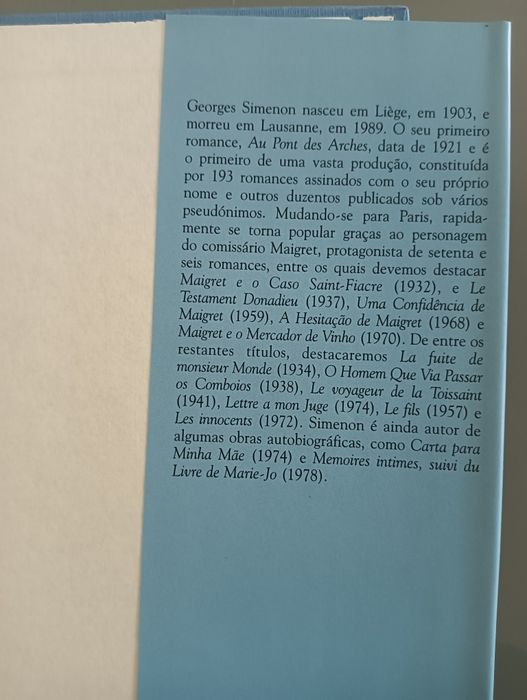 Georges Simenon nasceu em Liège, em 1903, e
morreu em Lausanne, em 1989. O seu primeiro
romance, Au Pont des Arches, data de 1921 e é
o primeiro de uma vasta produção, constituída
por 193 romances assinados com o seu próprio
nome e outros duzentos publicados sob vários
pseudónimos. Mudando-se para Paris, rapida-
mente se torna popular graças ao personagem
do comissário Maigret, protagonista de setenta e
seis romances, entre os quais devemos destacar
Maigret e o Caso Saint-Fiacre (1932), e Le
Testament Donadieu (1937), Uma Confidência de
Maigret (1959), A Hesitação de Maigret (1968) e
Maigret e o Mercador de Vinho (1970). De entre os
restantes títulos, destacaremos La fuite de
monsieur Monde (1934), O Homem Que Via Passar
os Comboios (1938), Le voyageur de la Toissaint
(1941), Lettre a mon Juge (1974), Le fils (1957) e
Les innocents (1972). Simenon é ainda autor de
algumas obras autobiográficas, como Carta para
Minha Mãe (1974) e Memoires intimes, suivi du
Livre de Marie-Jo (1978).